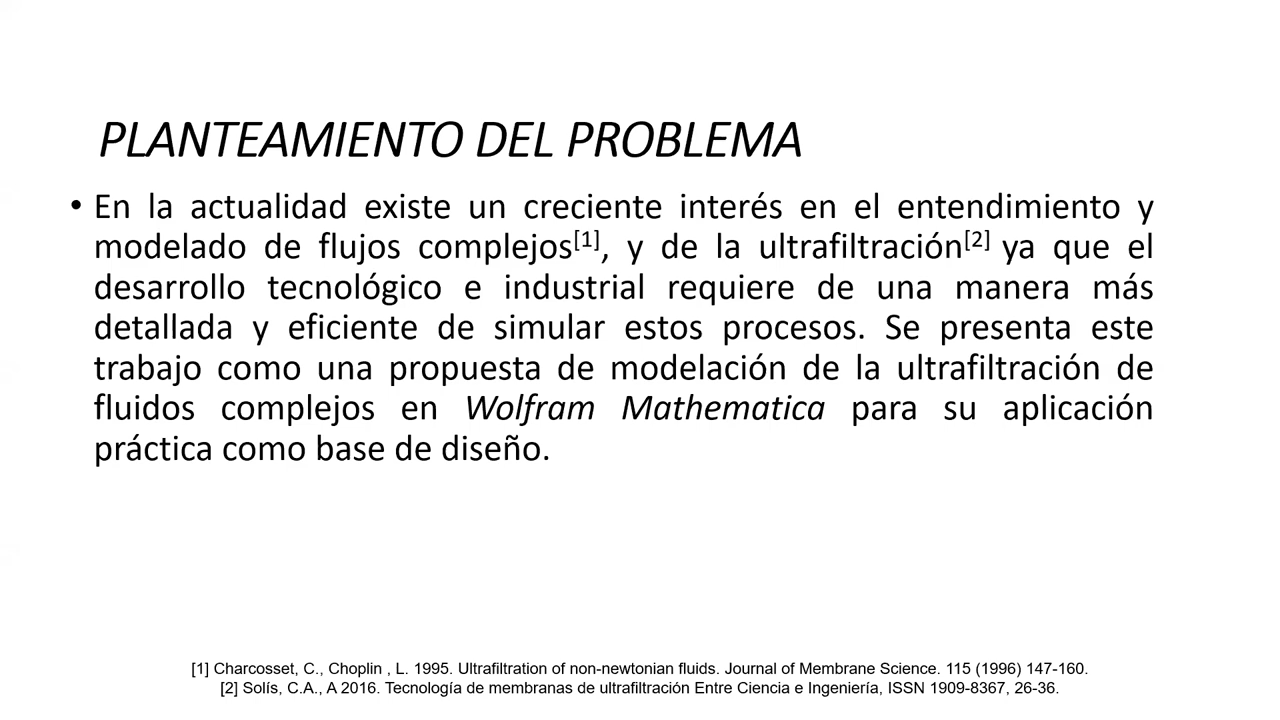 PLANTEAMIENTO DEL PROBLEMA
• En la actualidad existe un creciente interés en el entendimiento y
modelado de flujos complejos[1], y de la ultrafiltración[2] ya que el
desarrollo tecnológico e industrial requiere de una manera más
detallada y eficiente de simular estos procesos. Se presenta este
trabajo como una propuesta de modelación de la ultrafiltración de
fluidos complejos en Wolfram Mathematica para su aplicación
práctica como base de diseño.
[1] Charcosset, C., Choplin , L. 1995. Ultrafiltration of non-newtonian fluids. Journal of Membrane Science. 115 (1996) 147-160.
[2] Solís, C.A., A 2016. Tecnología de membranas de ultrafiltración Entre Ciencia e Ingeniería, ISSN 1909-8367, 26-36.